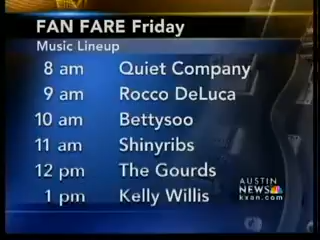 FAN FARE Friday
Music Lineup
8 am Quiet Company
9 am Rocco DeLuca
10 am Bettysoo
11 am Shinyribs
12 pm The Gourds
1 pm Kelly Willis
AUSTIN
NEWS
kxan.com